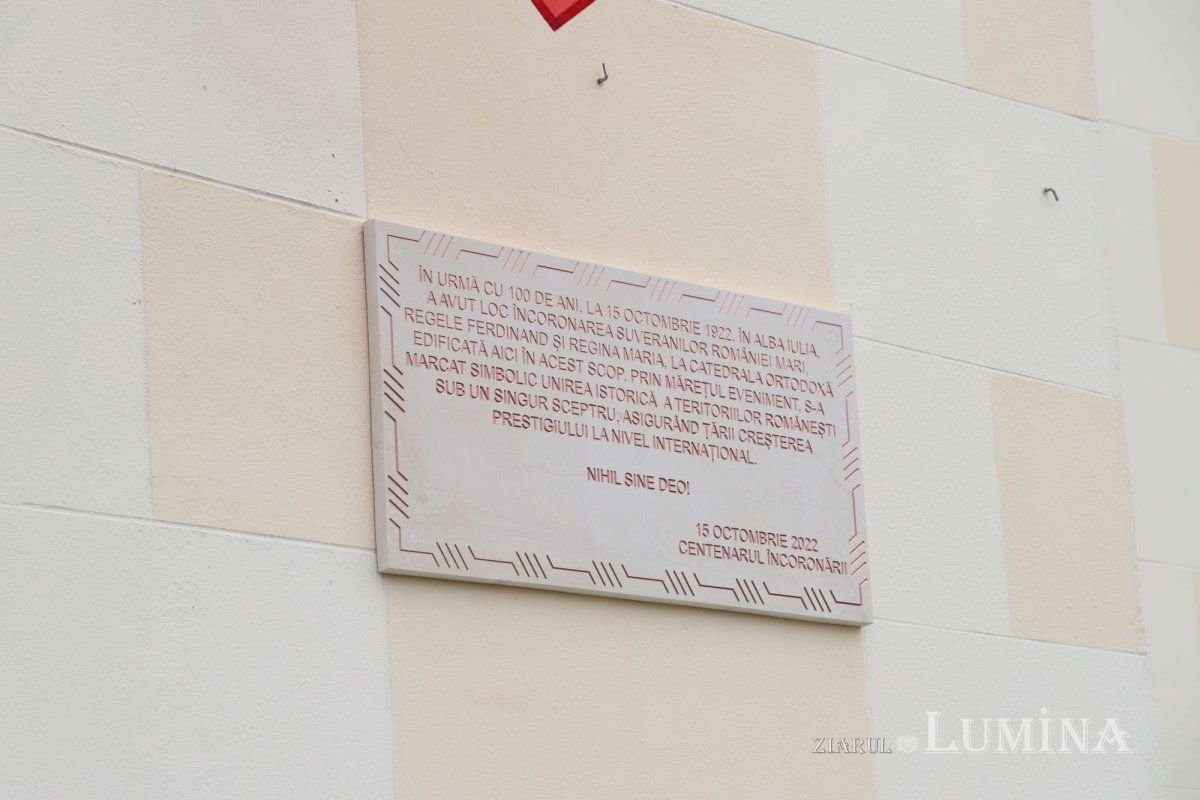 ÎN URMĂ CU 100 DE ANI, LA 15 OCTOMBRIE 1922, ÎN ALBA IULIA,
A AVUT LOC ÎNCORONAREA SUVERANILOR ROMÂNIEI MARI,
REGELE FERDINAND ȘI REGINA MARIA, LA CATEDRALA ORTODOXĂ
EDIFICATĂ AICI ÎN ACEST SCOP. PRIN MĂREȚUL EVENIMENT, S-A
MARCAT SIMBOLIC UNIREA ISTORICĂ A TERITORIILOR ROMÂNEȘTI
SUB UN SINGUR SCEPTRU, ASIGURÂND ȚĂRII CREȘTEREA
PRESTIGIULUI LA NIVEL INTERNAȚIONAL.
NIHIL SINE DEO!
15 OCTOMBRIE 2022
CENTENARUL ÎNCORONĂRII
ZIARUL LUMINA